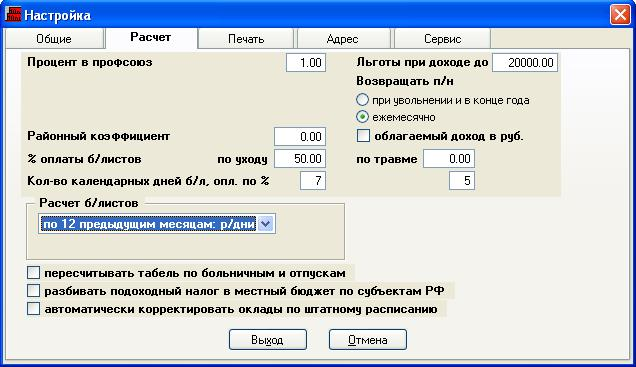 Настройка
Общие Расчет Печать Адрес Сервис
Процент в профсоюз 1.00 Льготы при доходе до 20000.00
Возвращать п/н
при увольнении и в конце года
ежемесячно
Районный коэффициент 0.00 облагаемый доход в руб.
% оплаты б/листов по уходу 50.00 по травме 0.00
Кол-во календарных дней б/л, опл. по % 7 5
Расчет б/листов
по 12 предыдущим месяцам: р/дни
пересчитывать табель по больничным и отпускам
разбивать подоходный налог в местный бюджет по субъектам РФ
автоматически корректировать оклады по штатному расписанию
Выход Отмена